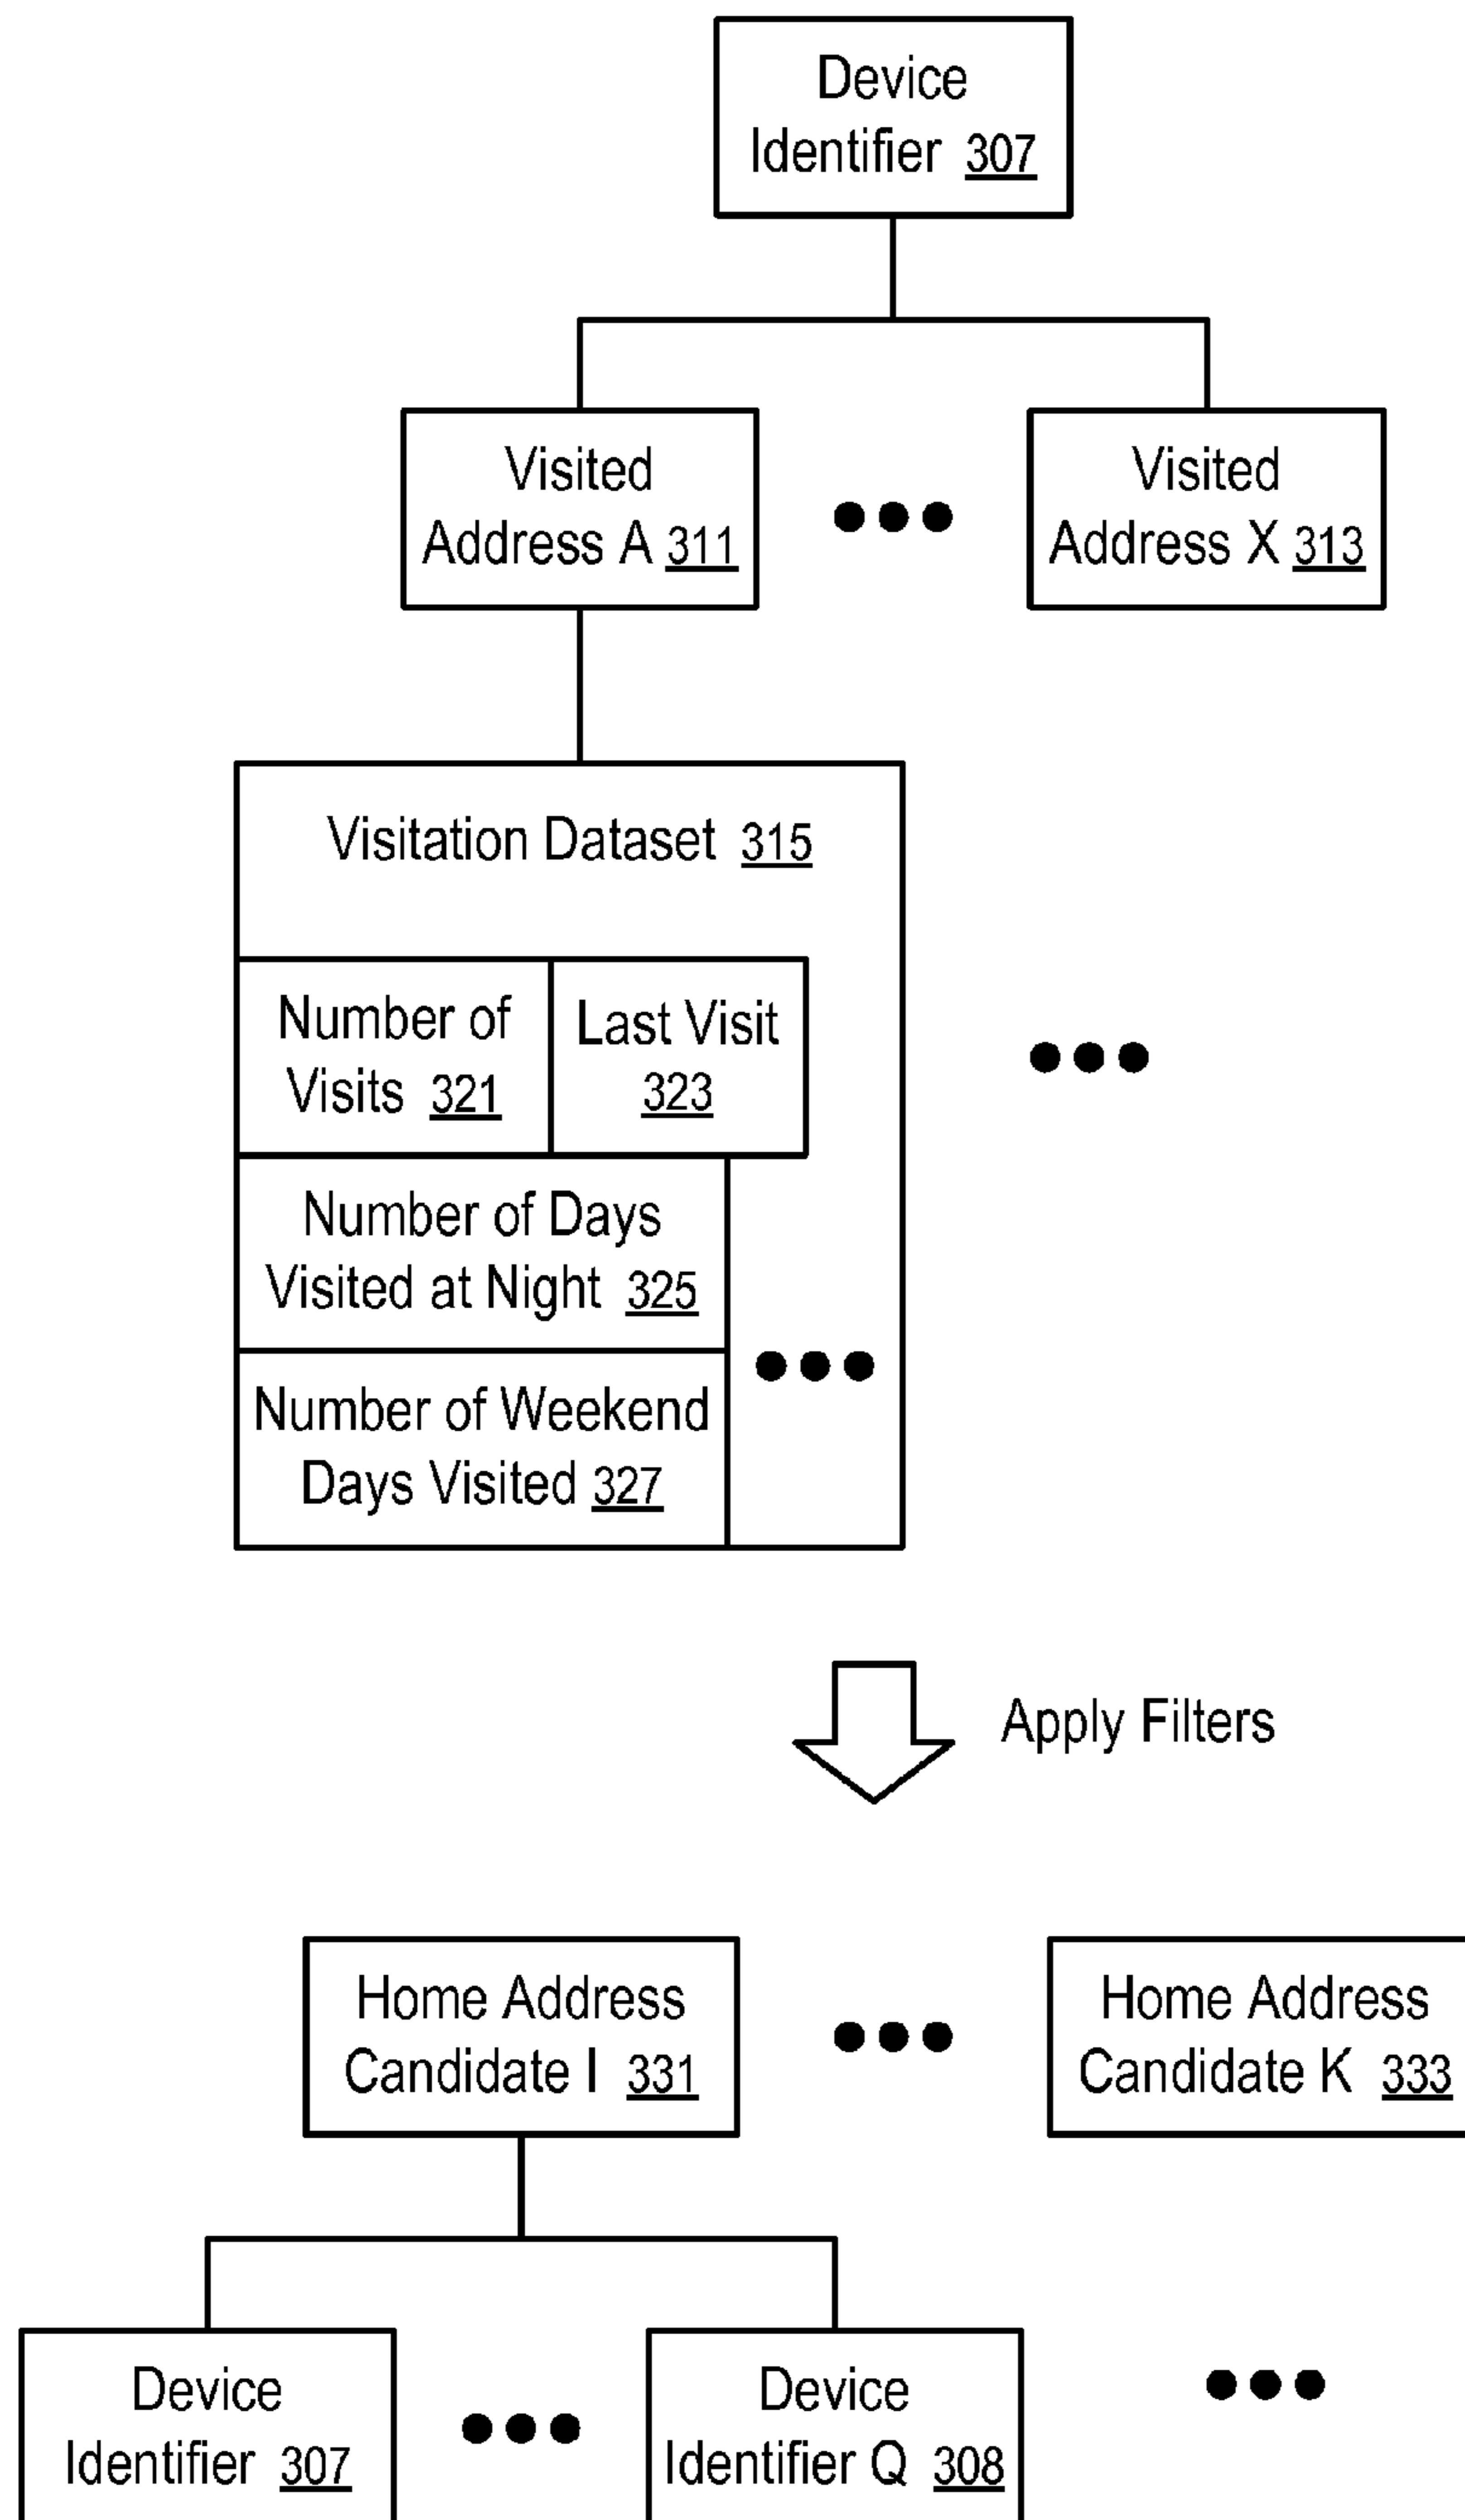 Device
Identifier 307
Visited
Address A 311
Visited
Address X 313
Visitation Dataset 315
Number of
Visits 321
Last Visit
323
Number of Days
Visited at Night 325
Number of Weekend
Days Visited 327
Apply Filters
Home Address
Candidate I 331
Home Address
Candidate K 333
Device
Identifier 307
Device
Identifier Q 308